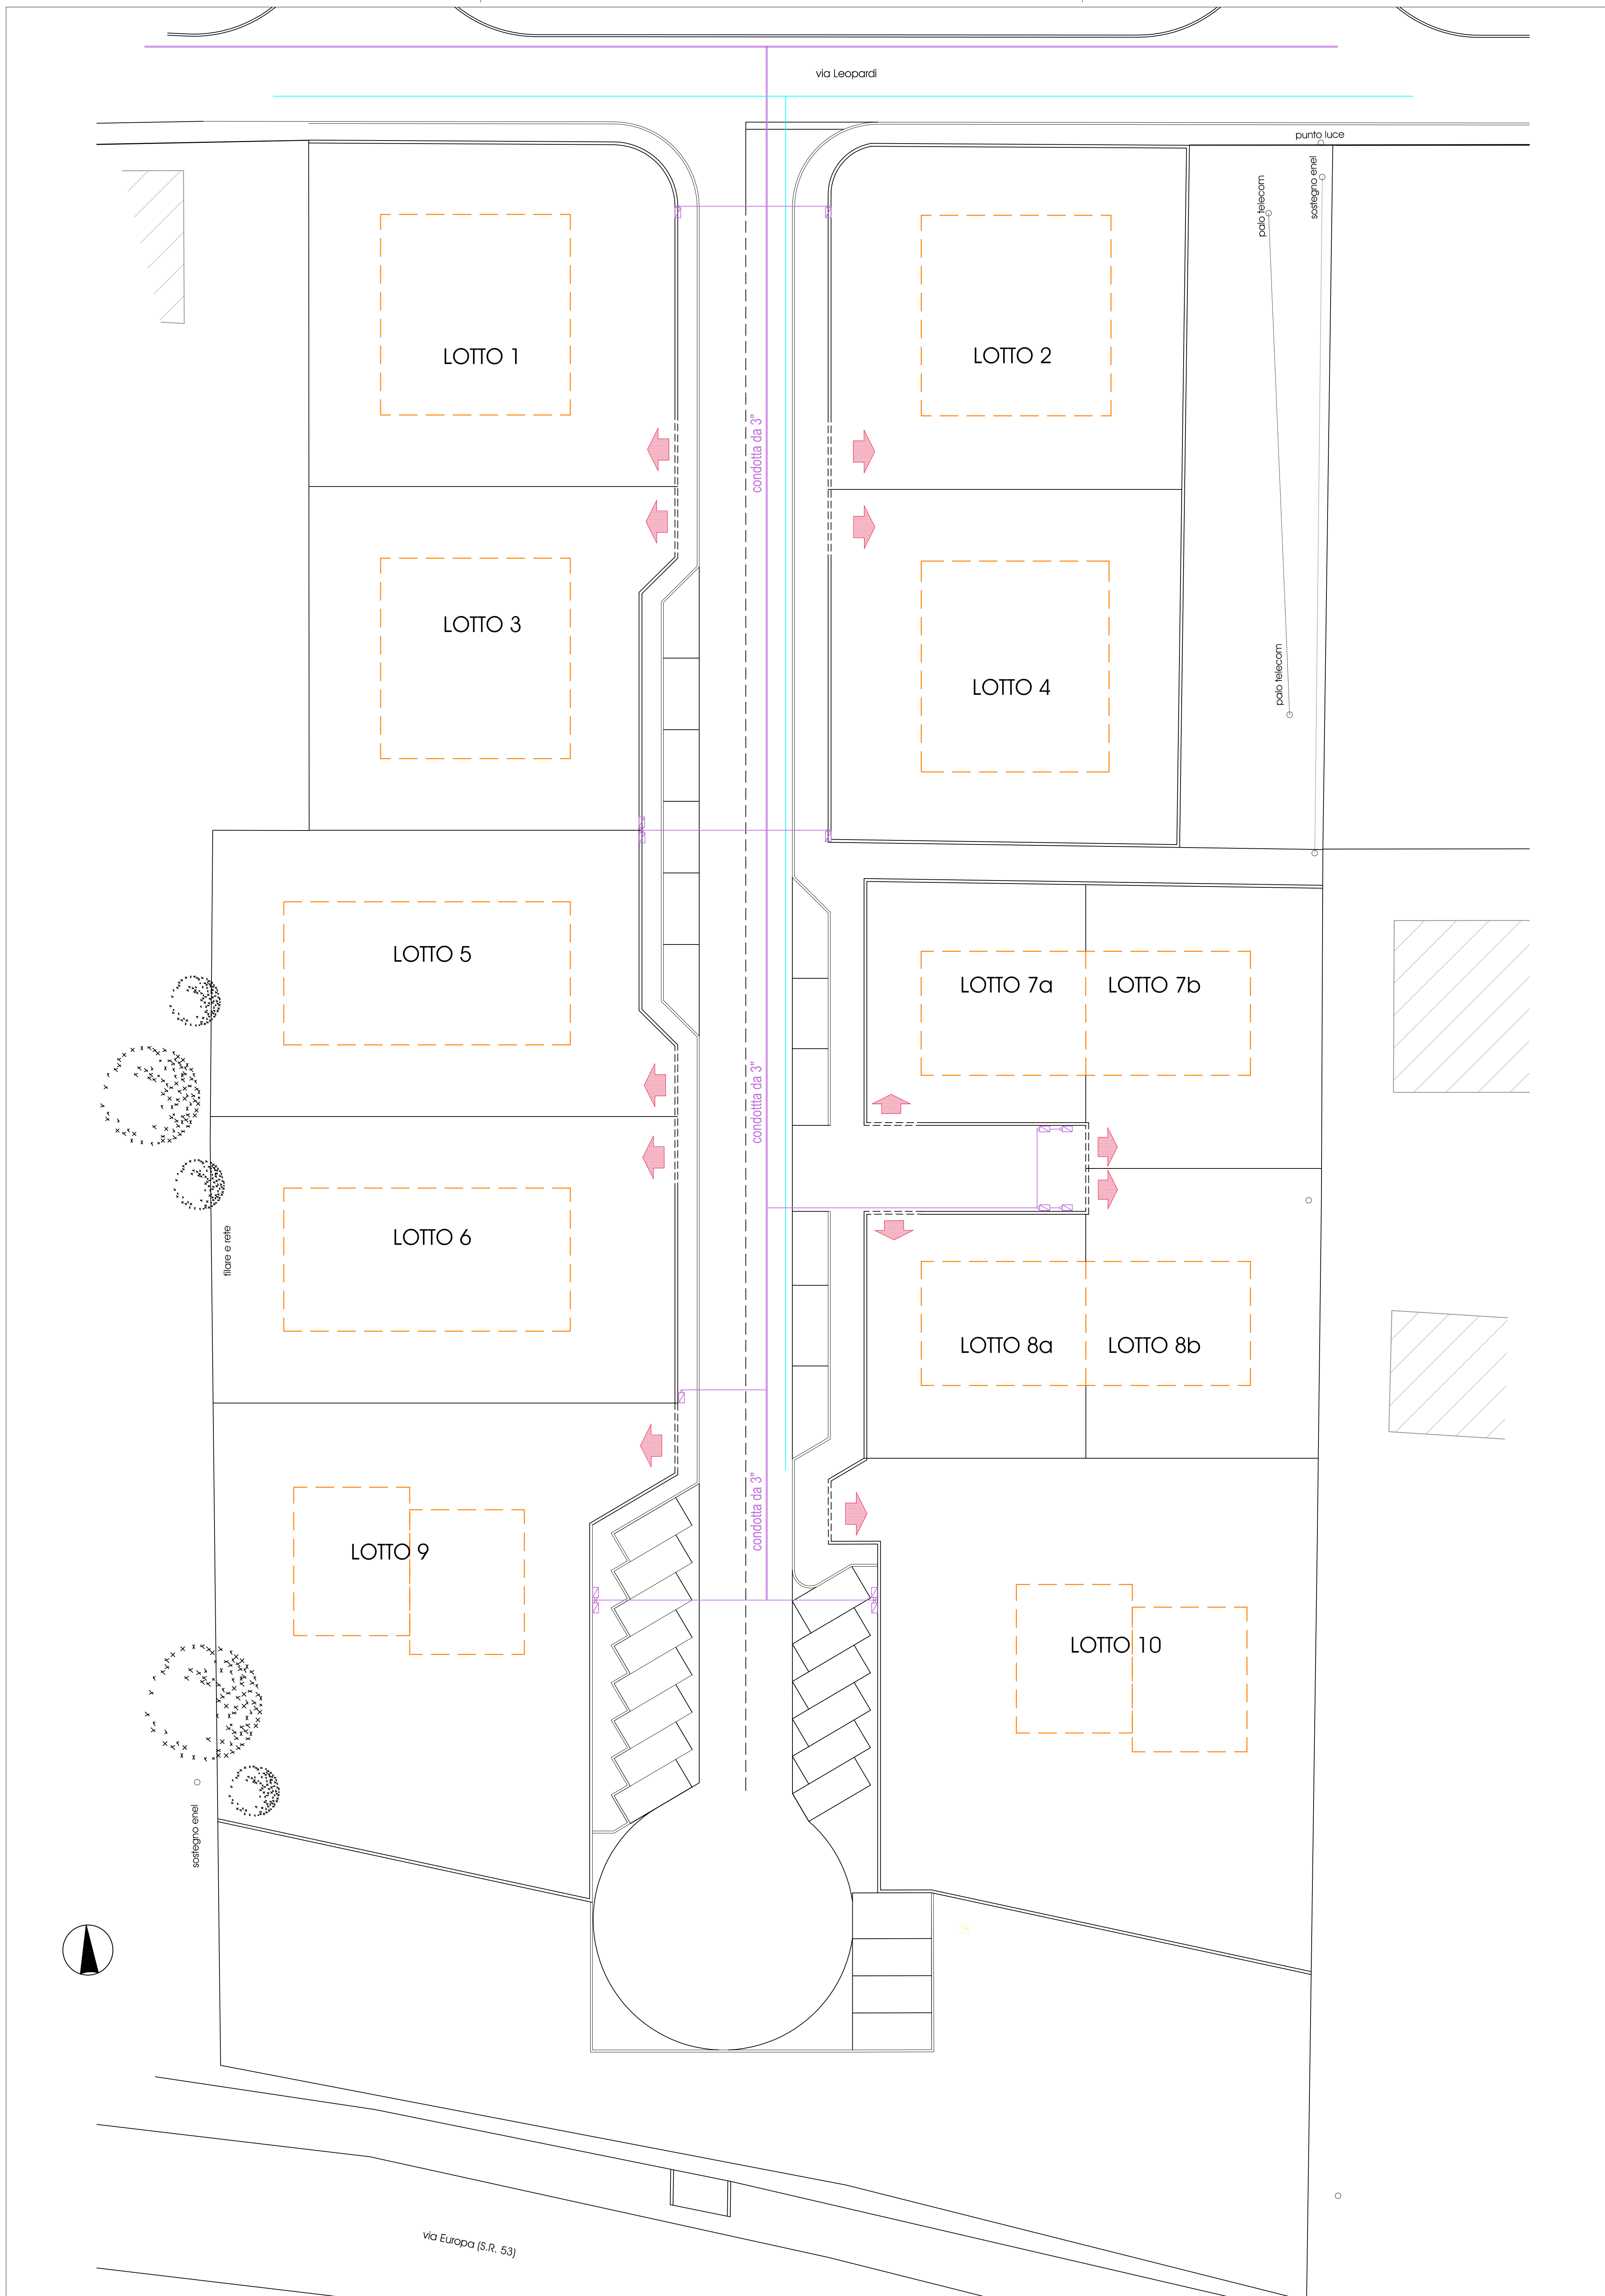 via Leopardi
punto luce
sostegno enel
palo telecom
LOTTO 1
LOTTO 2
condotta da 3"
LOTTO 3
LOTTO 4
palo telecom
LOTTO 5
LOTTO 7a
LOTTO 7b
condottta da 3"
LOTTO 6
filare e rete
LOTTO 8a
LOTTO 8b
condotta da 3"
LOTTO 9
LOTTO 10
sostegno enel
via Europa (S.R. 53)